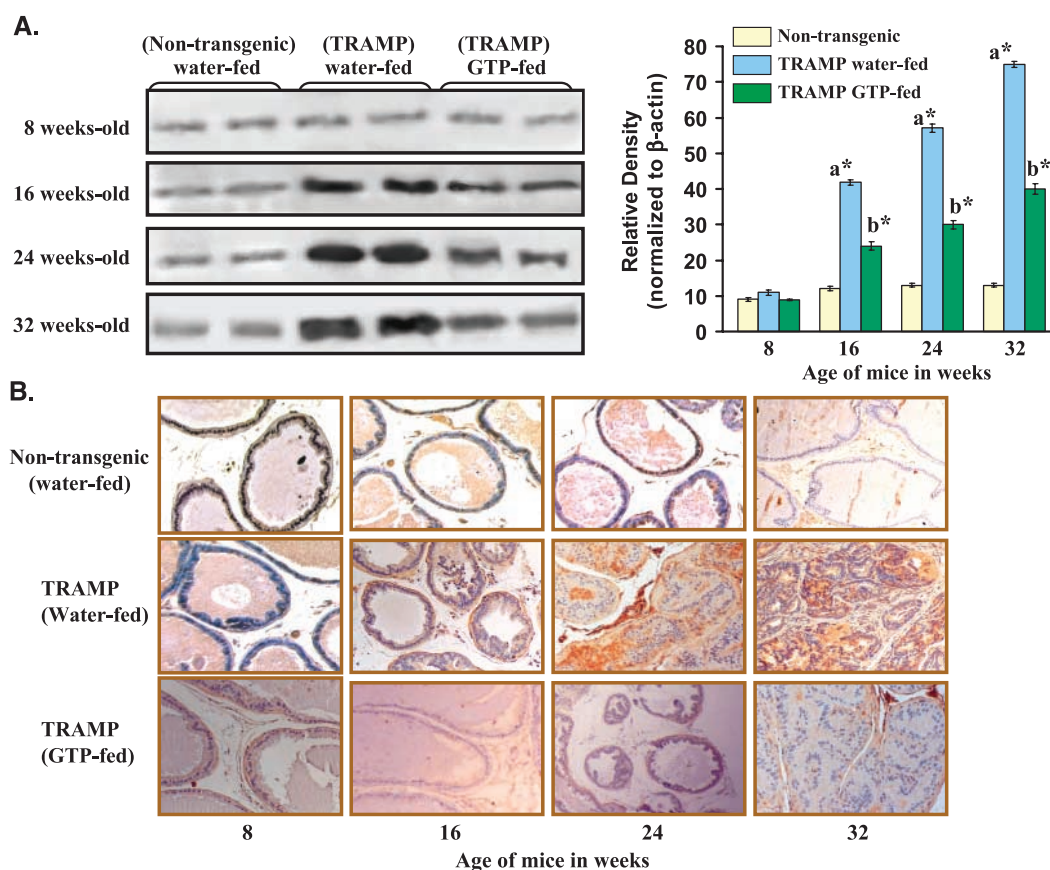 A.
(Non-transgenic) (TRAMP) (TRAMP)
water-fed water-fed GTP-fed
8 weeks-old
16 weeks-old
24 weeks-old
32 weeks-old
Non-transgenic
TRAMP water-fed
TRAMP GTP-fed
Relative Density
(normalized to β-actin)
80
70
60
50
40
30
20
10
0
a*
b*
a*
b*
a*
b*
8 16 24 32
Age of mice in weeks
B.
Non-transgenic
(water-fed)
TRAMP
(Water-fed)
TRAMP
(GTP-fed)
8 16 24 32
Age of mice in weeks